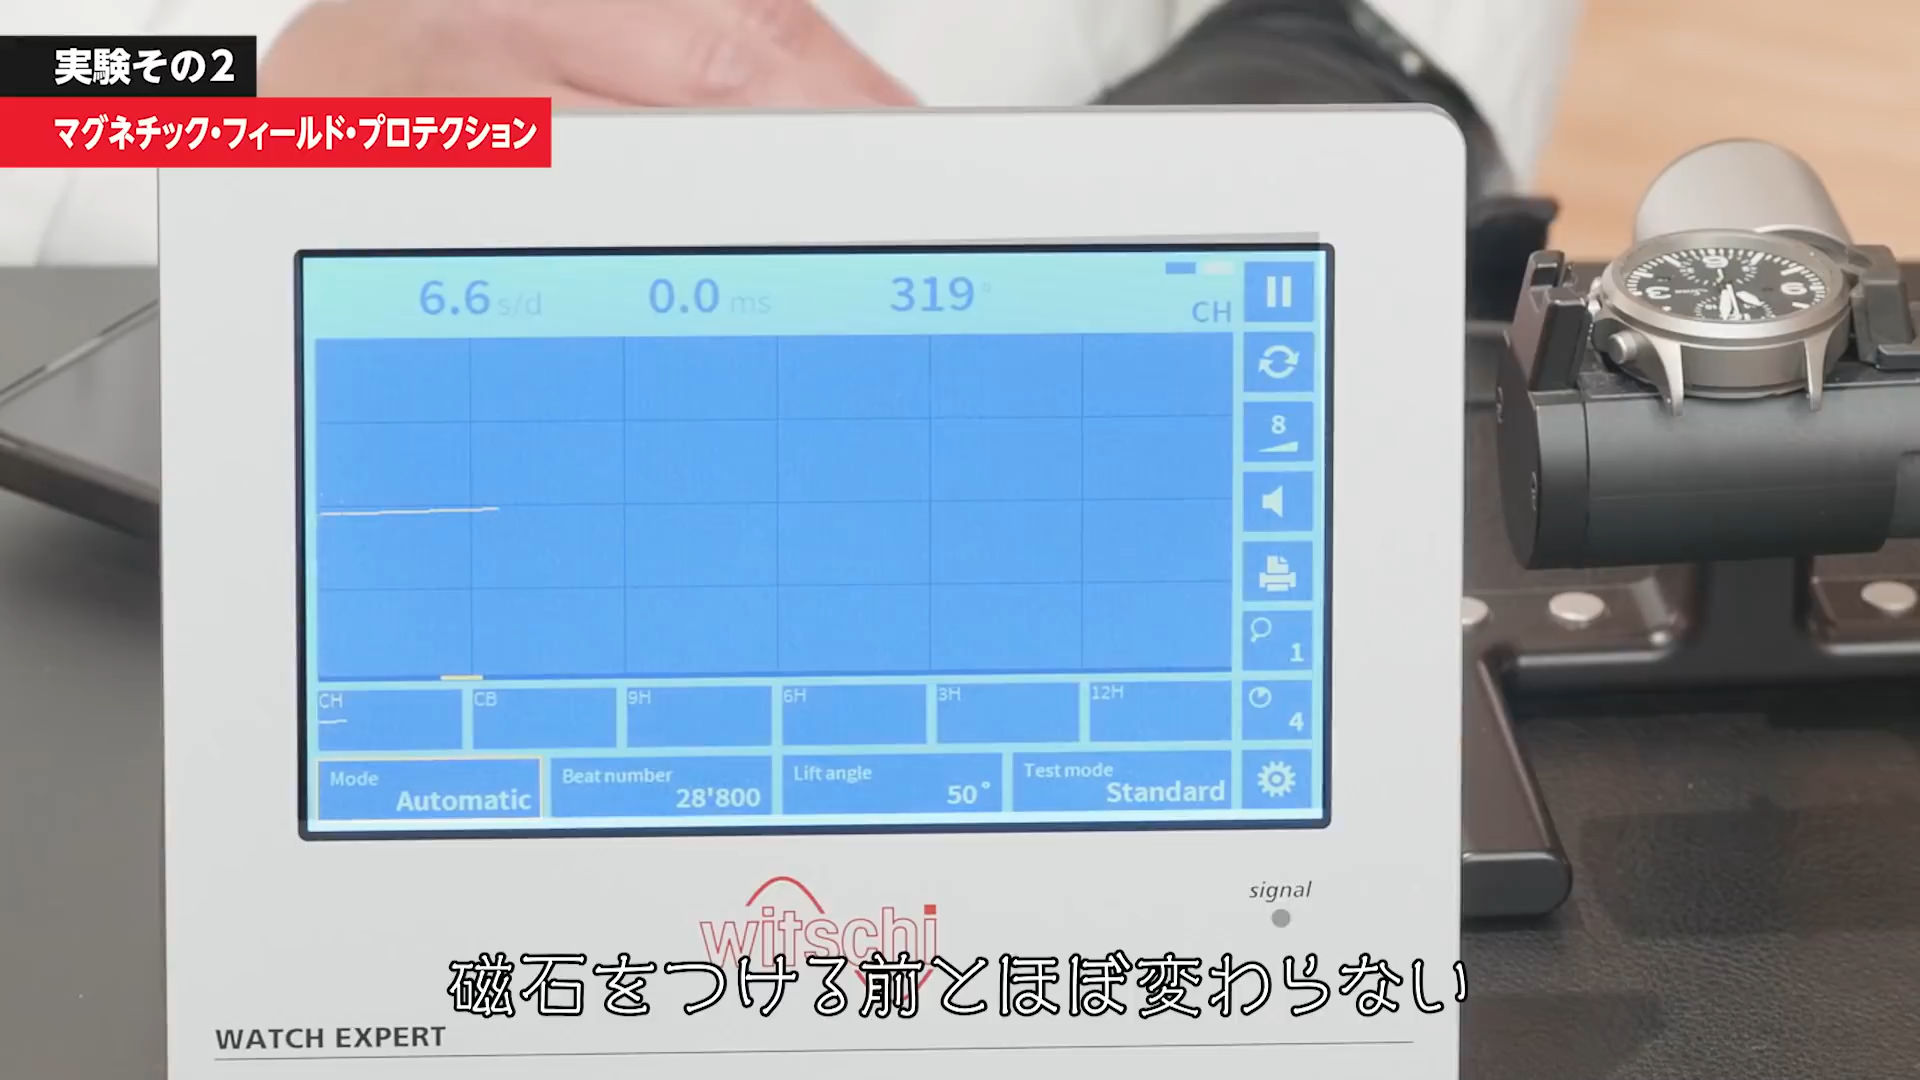 実験その2
マグネチック・フィールド・プロテクション
6.6 s/d 0.0 ms 319 °
CH
8
1
4
CH CB 9H 6H 3H 12H
Mode Beat number Lift angle Test mode
Automatic 28'800 50° Standard
signal
witschi
磁石をつける前とほぼ変わらない
WATCH EXPERT